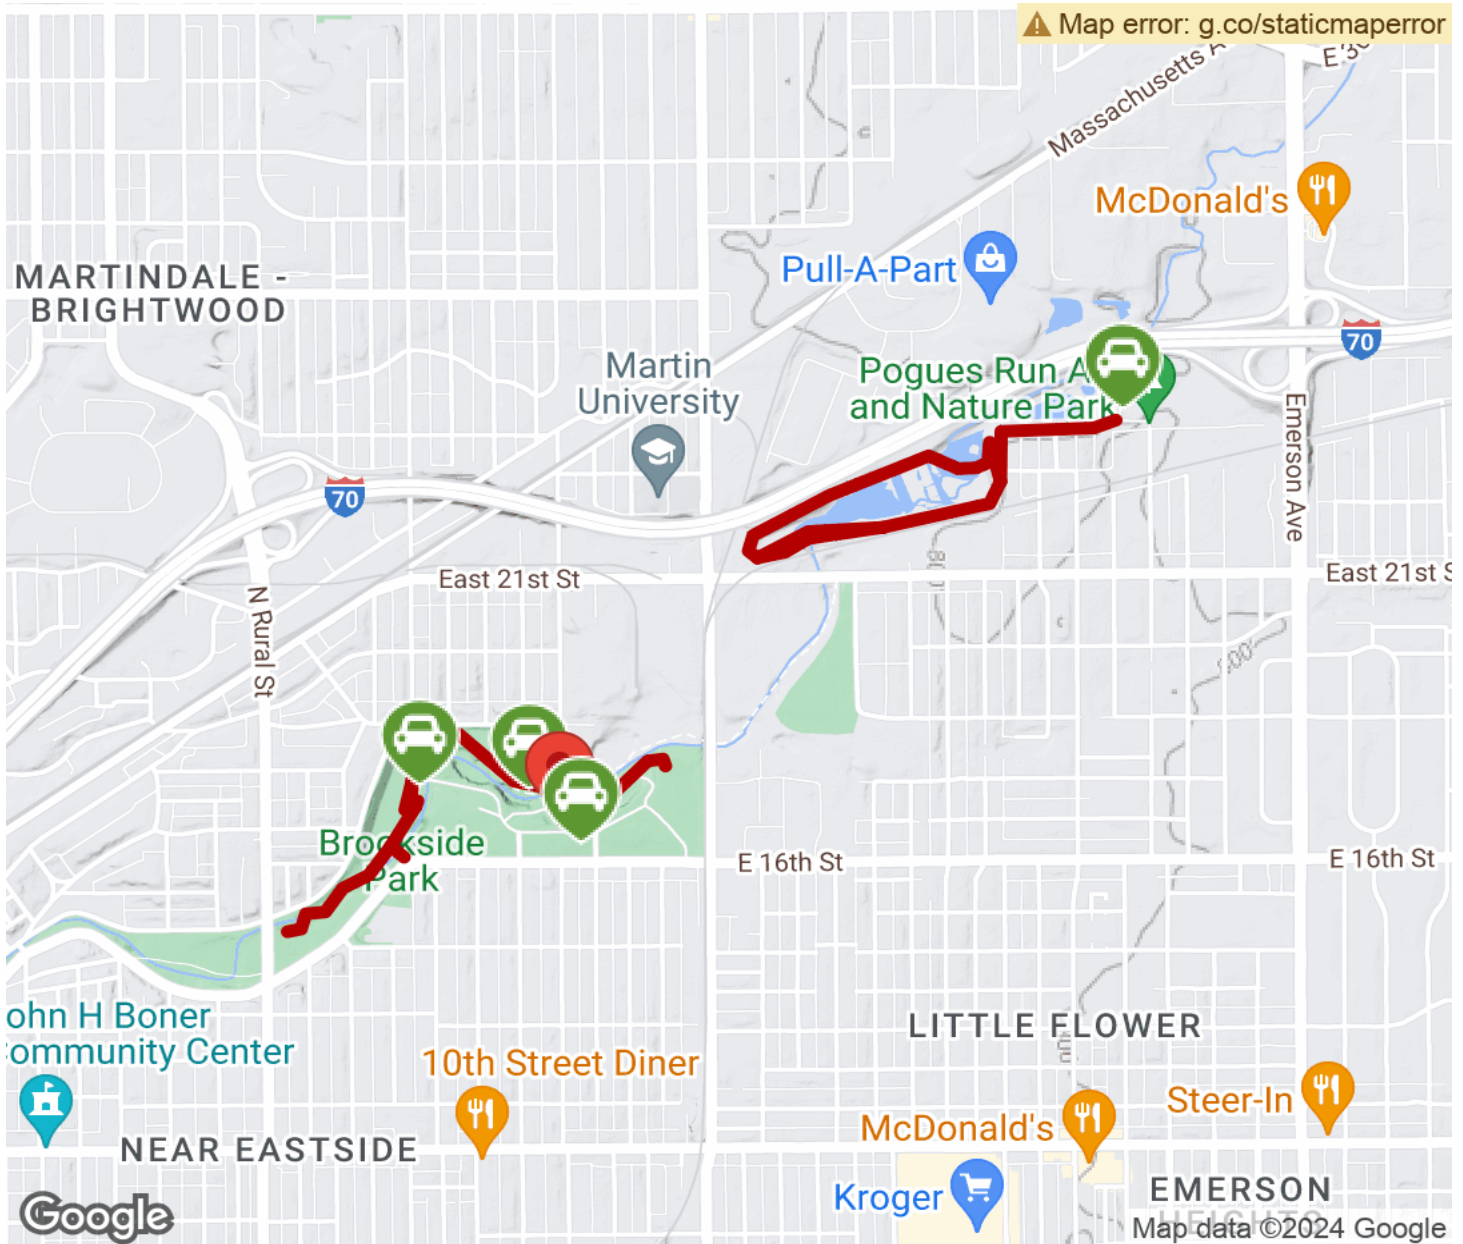 Map error: g.co/staticmaperror
E 3
Massachusetts A
McDonald's
Pull-A-Part
MARTINDALE -
BRIGHTWOOD
70
Martin
University
Pogues Run A
and Nature Park
70
Emerson Ave
East 21st St
East 21st S
N Rural St
800
Brookside
Park
E 16th St
E 16th St
ohn H Boner
ommunity Center
LITTLE FLOWER
10th Street Diner
Steer-In
McDonald's
NEAR EASTSIDE
Kroger
EMERSON
HEIGHTS
Google
Map data ©2024 Google